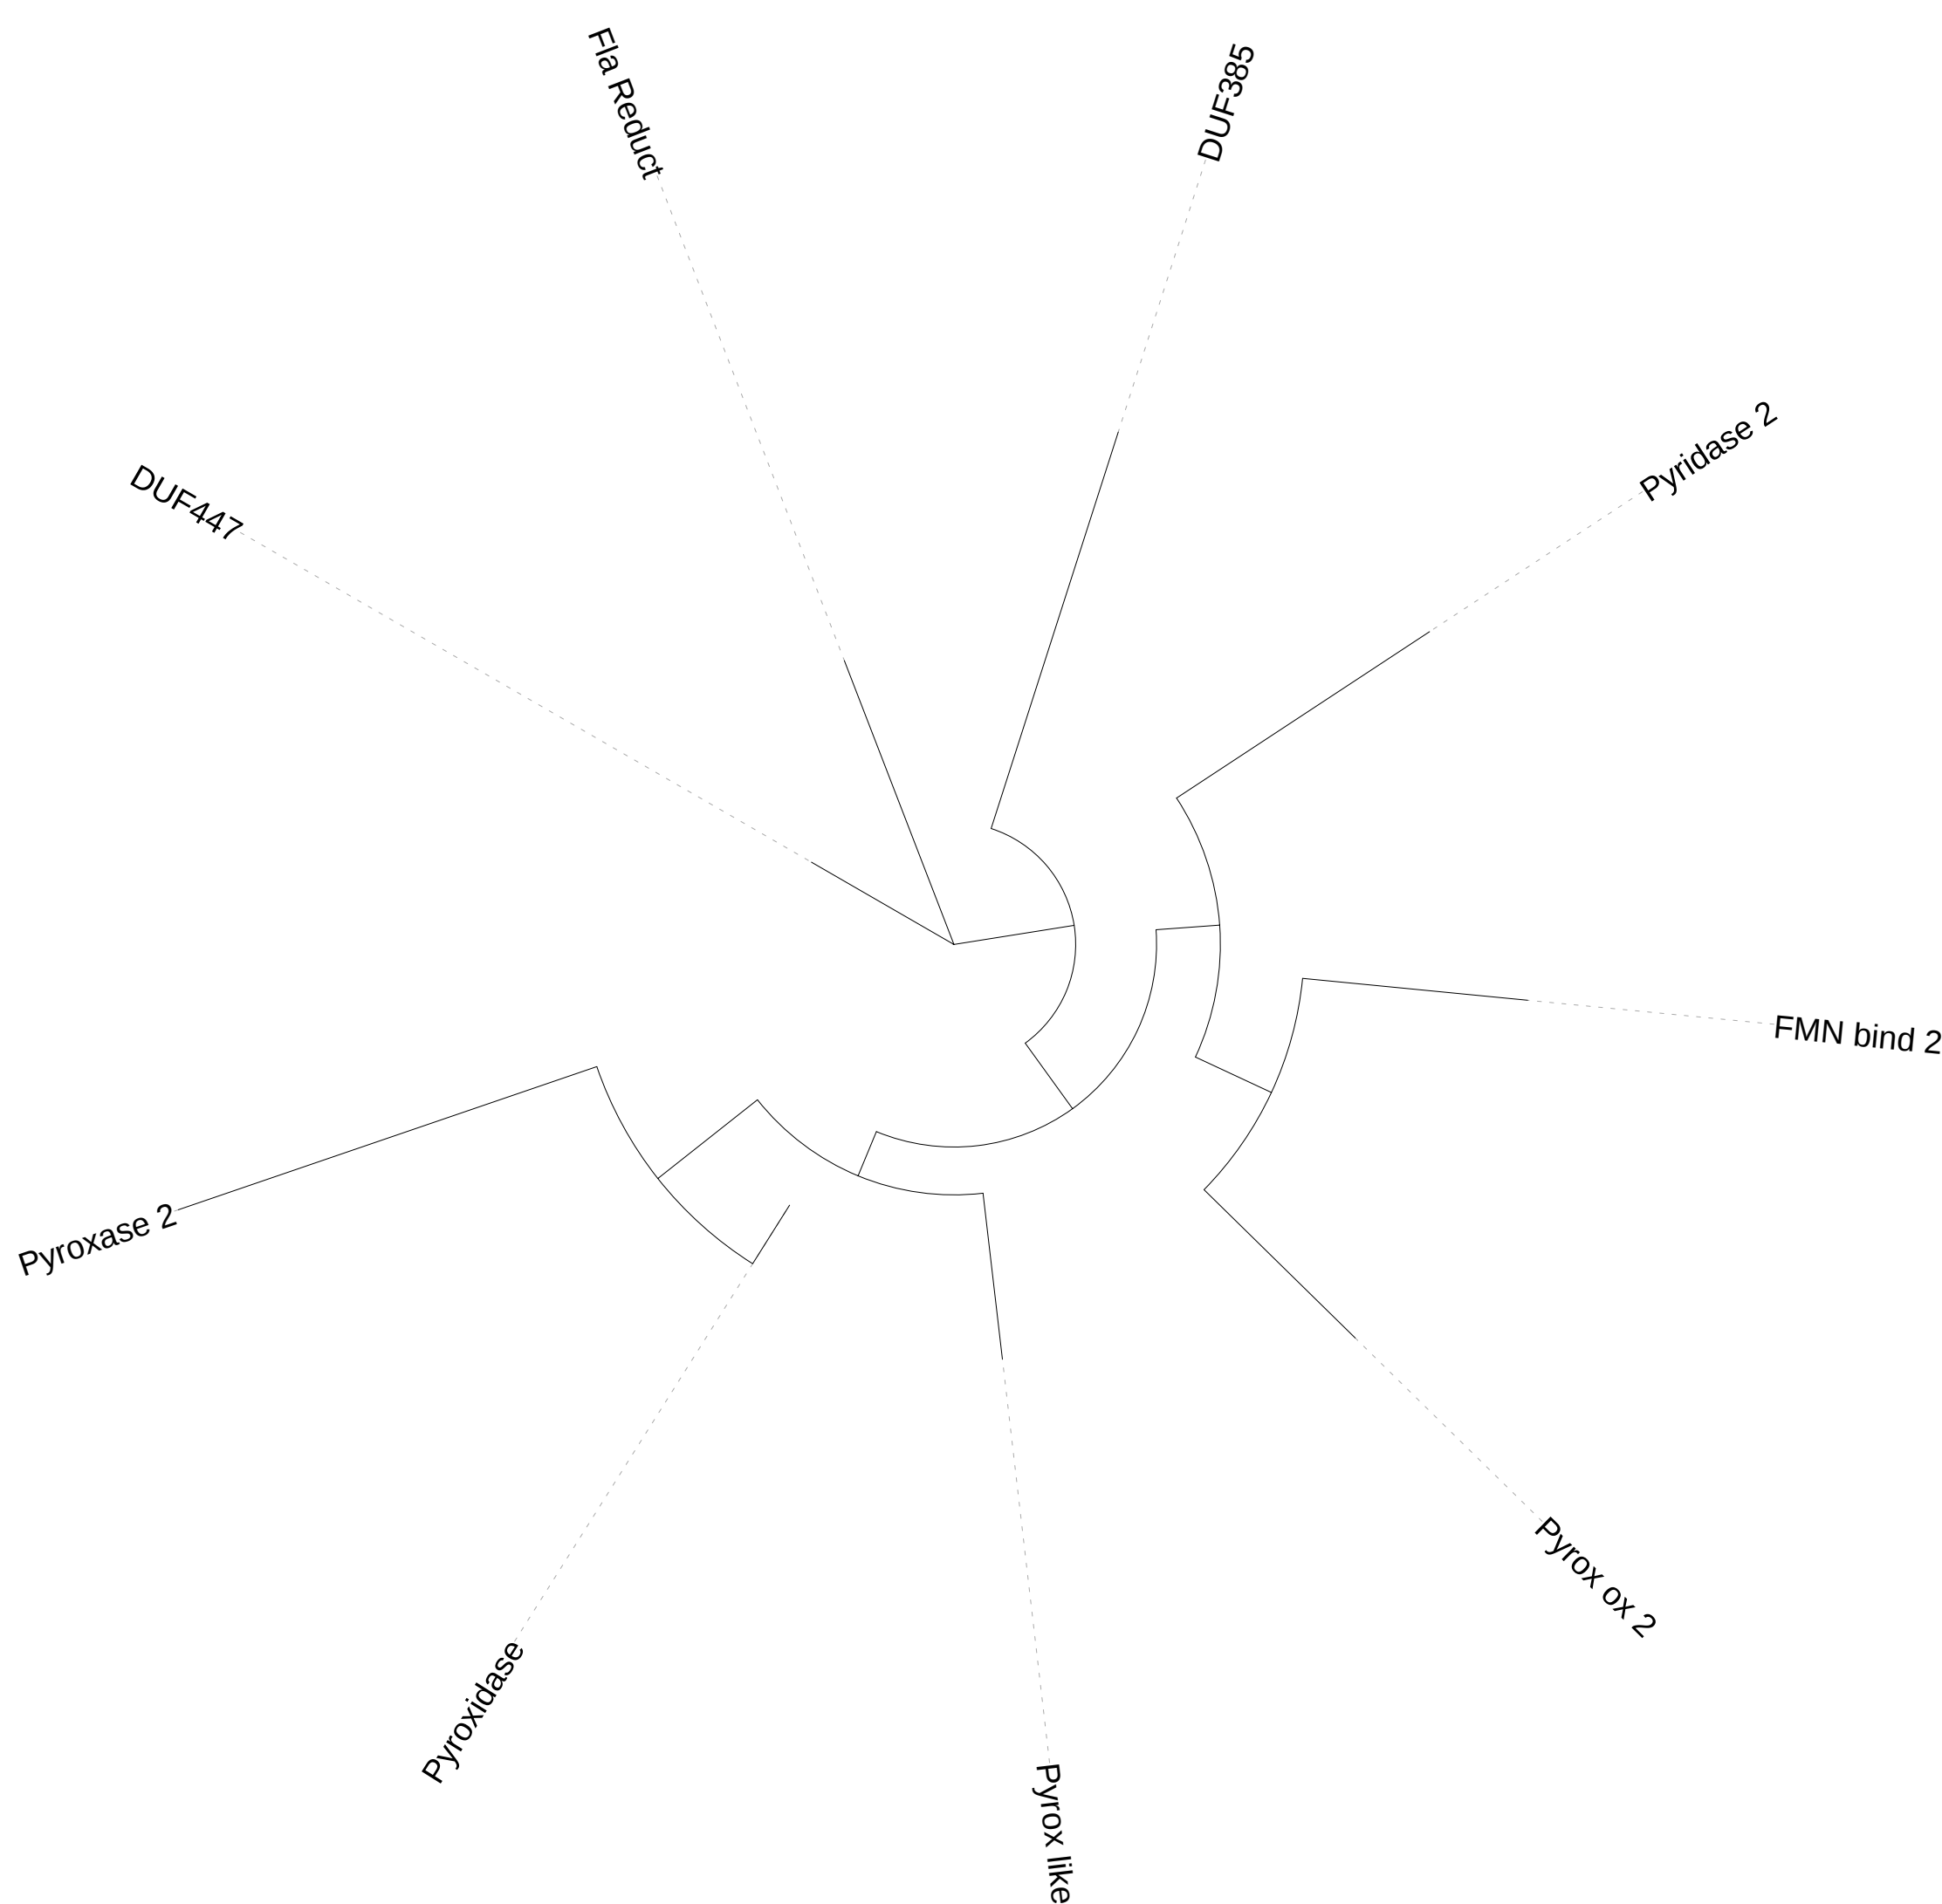 Fla Reduct
DUF385
Pyridase 2
DUF447
FMN bind 2
Pyroxase 2
Pyrox ox 2
Pyroxidase
Pyrox like